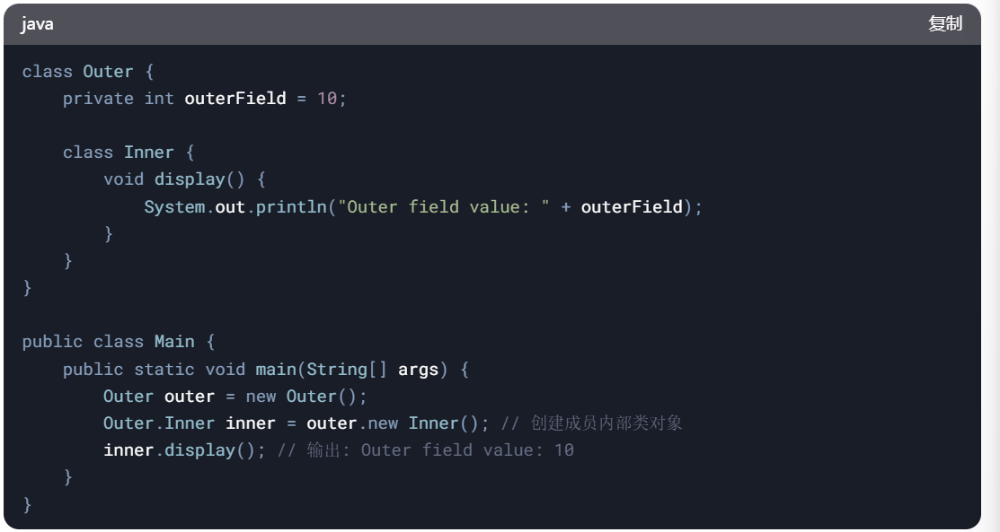 java
复制
class Outer {
    private int outerField = 10;

    class Inner {
        void display() {
            System.out.println("Outer field value: " + outerField);
        }
    }
}

public class Main {
    public static void main(String[] args) {
        Outer outer = new Outer();
        Outer.Inner inner = outer.new Inner(); // 创建成员内部类对象
        inner.display(); // 输出: Outer field value: 10
    }
}